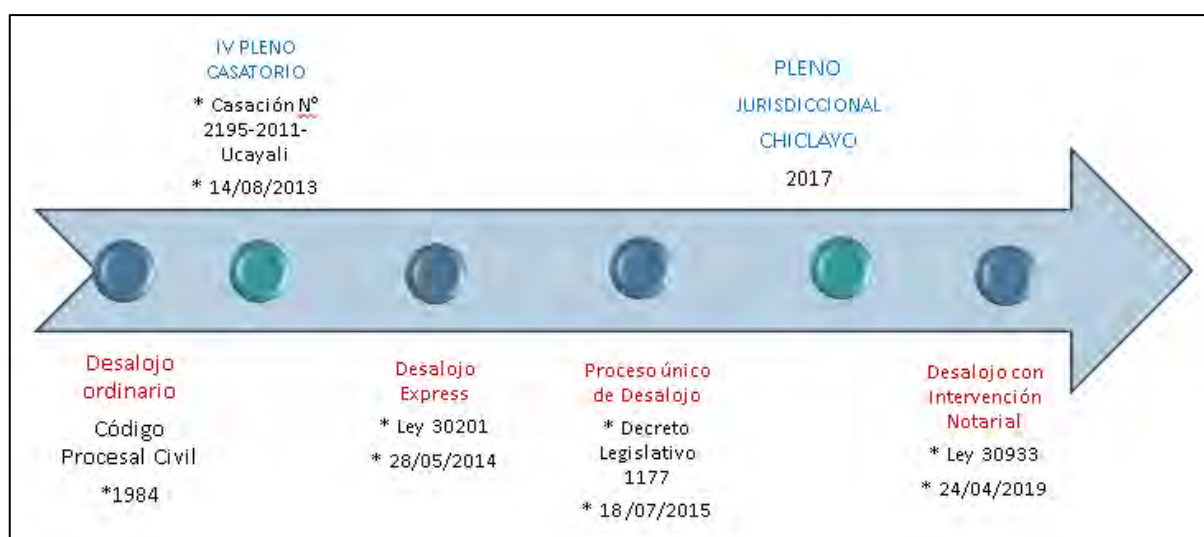 IV PLENO
CASATORIO
* Casación Nº
2195-2011-
Ucayali
* 14/08/2013
PLENO
JURISDICCIONAL
CHICLAYO
2017
Desalojo
ordinario
Código
Procesal Civil
*1984
Desalojo
Express
* Ley 30201
* 28/05/2014
Proceso único
de Desalojo
* Decreto
Legislativo
1177
* 18/07/2015
Desalojo con
Intervención
Notarial
* Ley 30933
* 24/04/2019